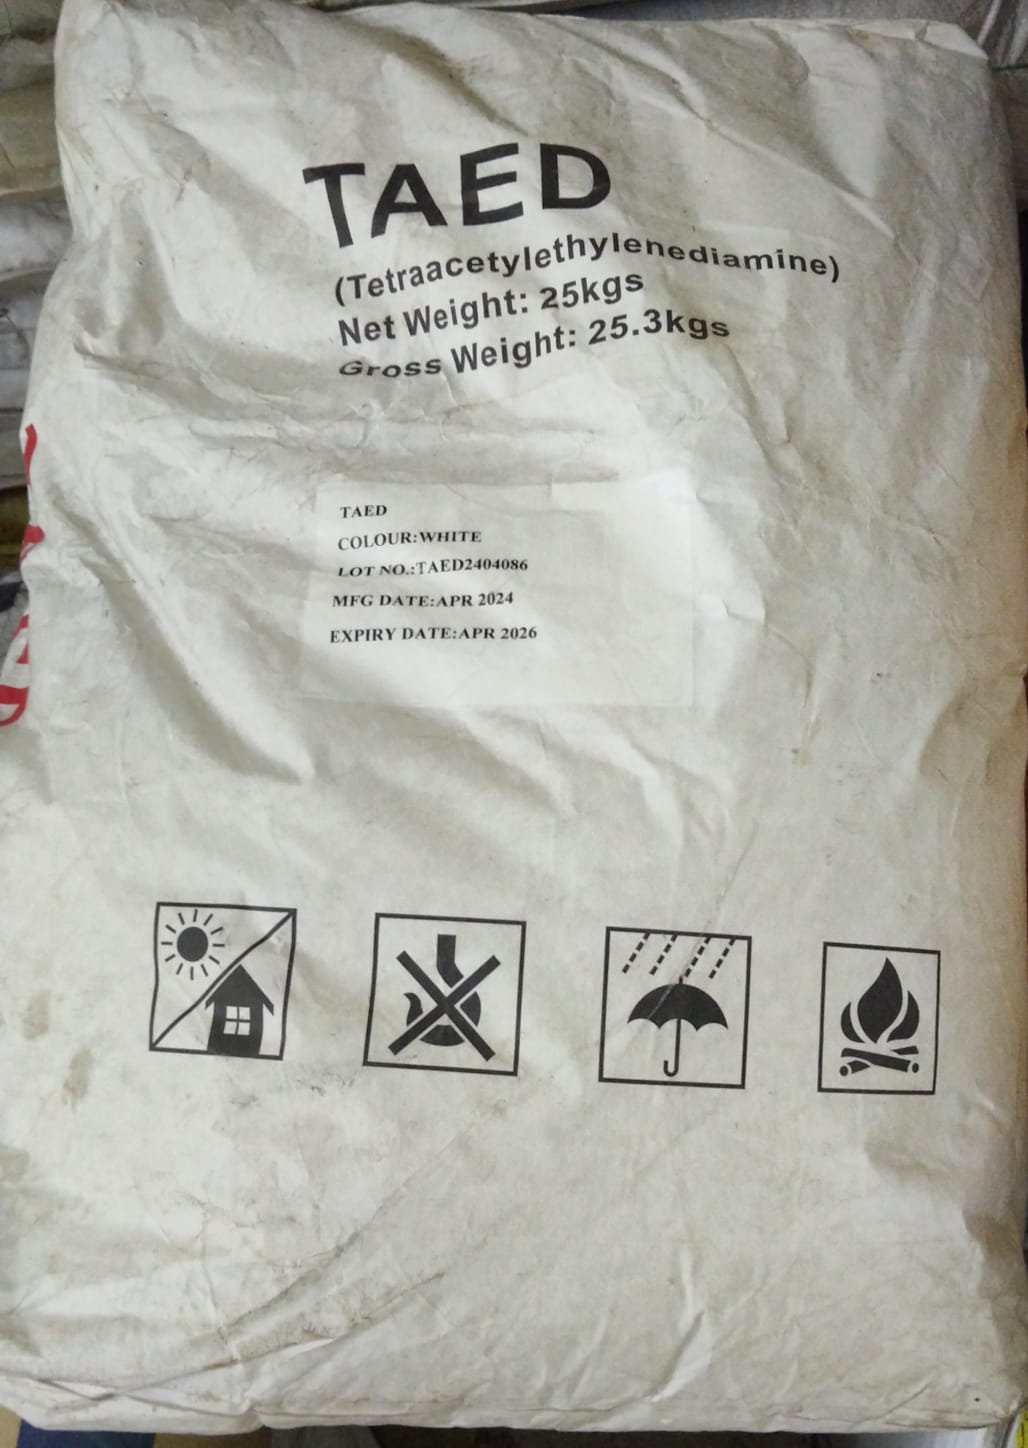 TAED
(Tetraacetylethylenediamine)
Net Weight: 25kgs
Gross Weight: 25.3kgs
TAED
COLOUR:WHITE
LOT NO.:TAED2404086
MFG DATE:APR 2024
EXPIRY DATE:APR 2026